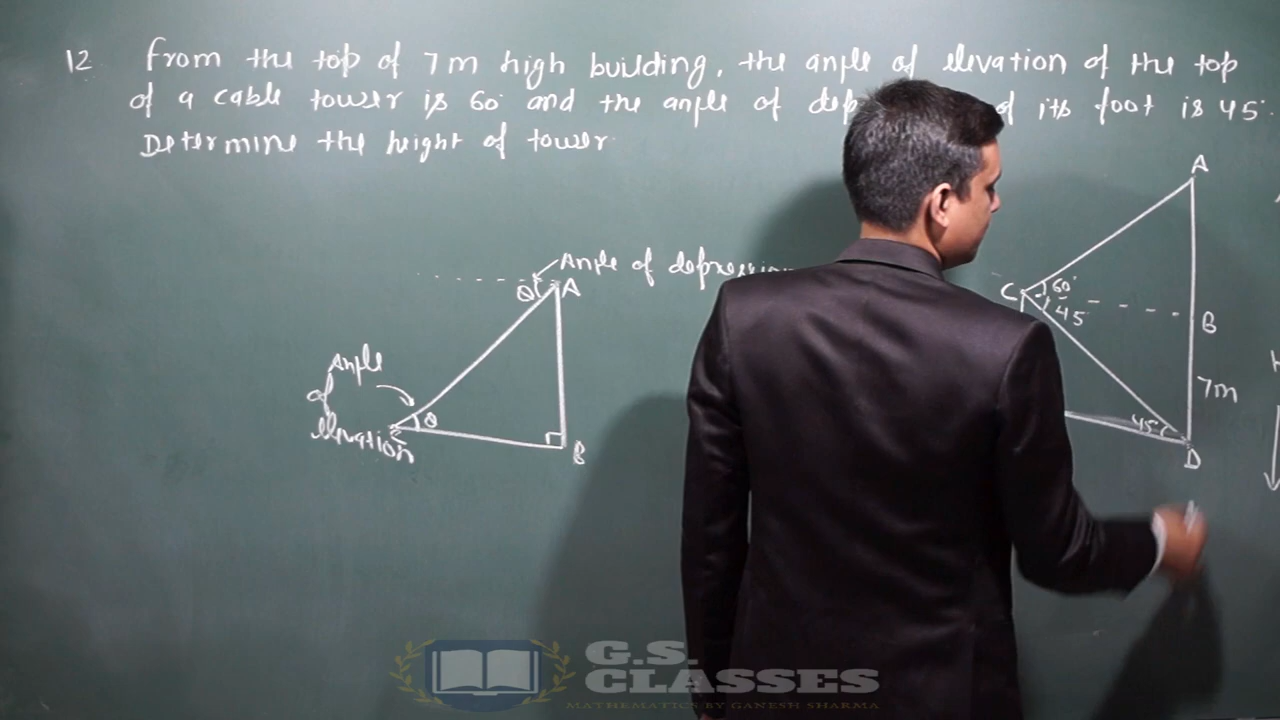 12 From the top of 7m high building, the angle of elevation of the top
of a cable tower is 60° and the angle of dep of its foot is 45°.
Determine the height of tower.
Angle of depression
θ A
Angle
of
elevation
θ
C
B
A
C 60°
45
B
7m
45°
D
H
G.S.
CLASSES
MATHEMATICS BY GANESH SHARMA